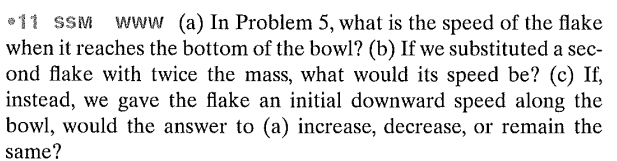 •11 SSM WWW (a) In Problem 5, what is the speed of the flake
when it reaches the bottom of the bowl? (b) If we substituted a sec-
ond flake with twice the mass, what would its speed be? (c) If,
instead, we gave the flake an initial downward speed along the
bowl, would the answer to (a) increase, decrease, or remain the
same?